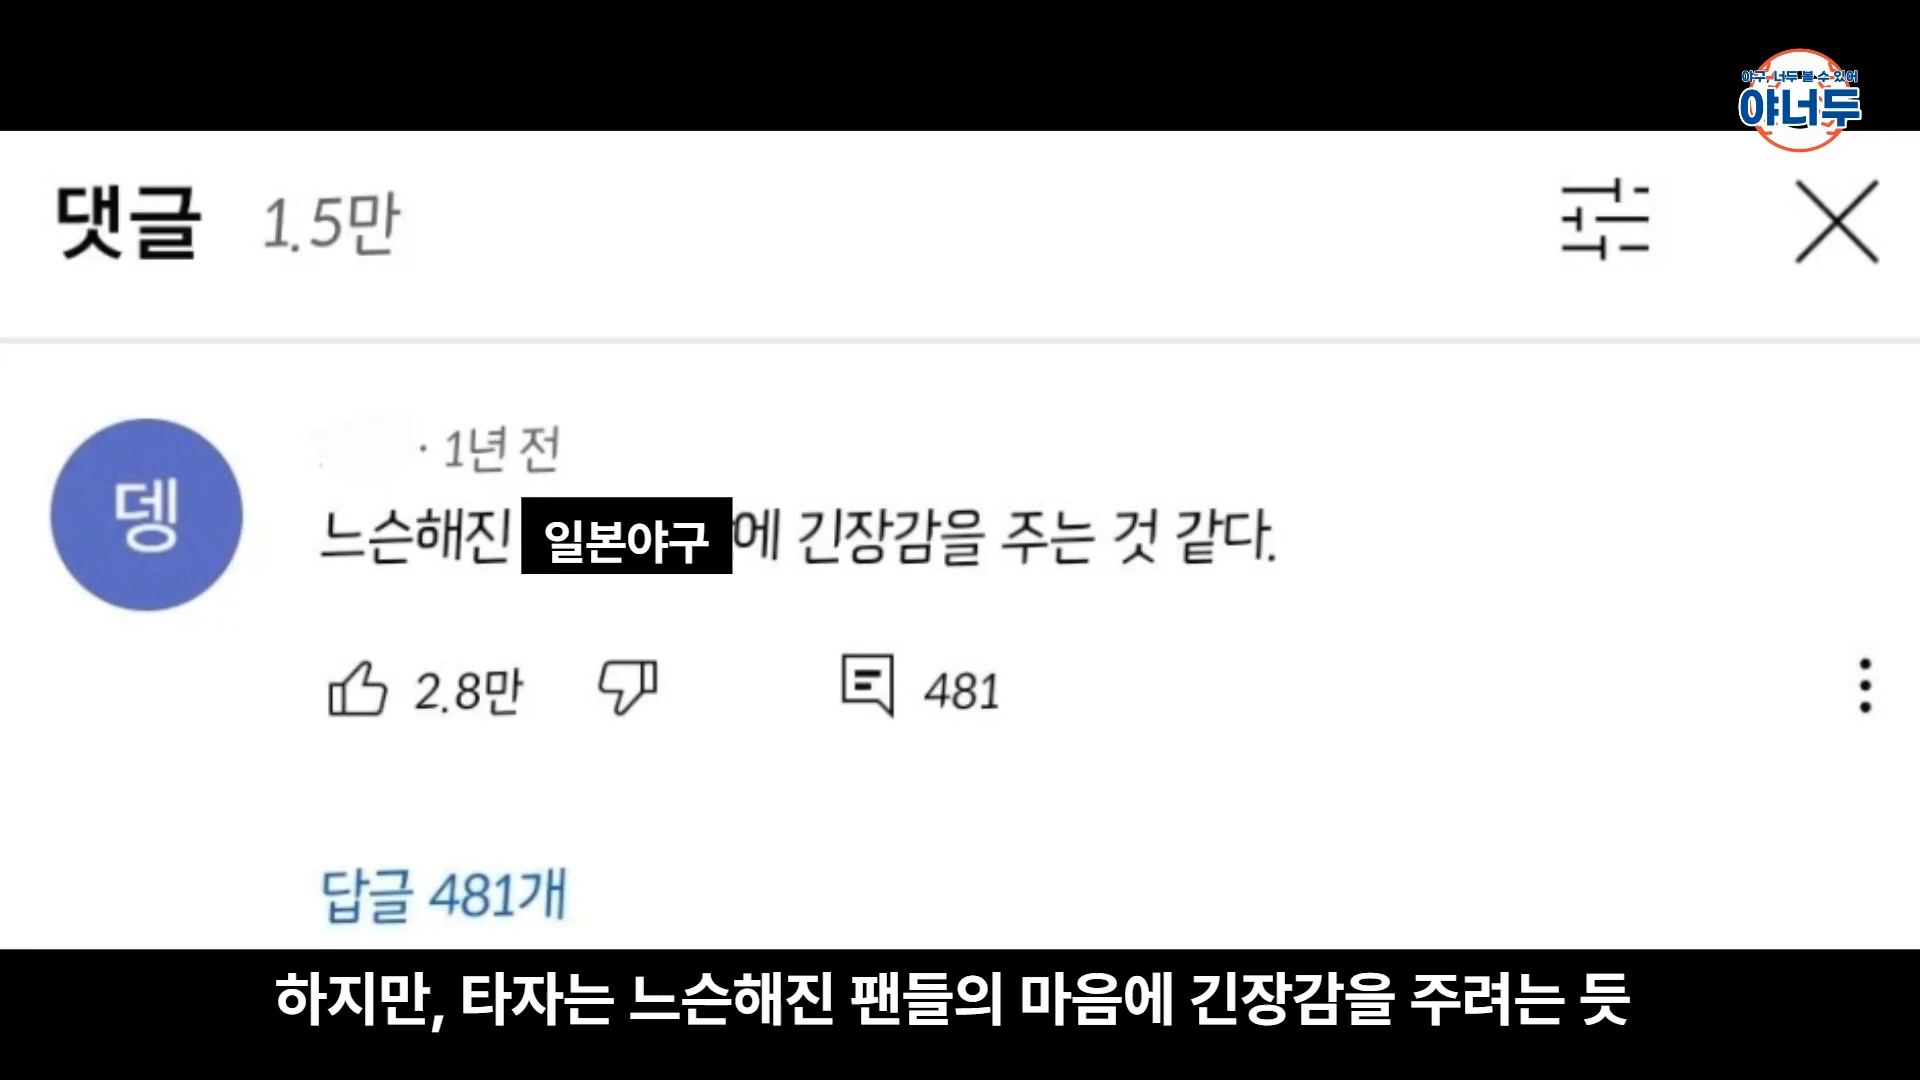 야구, 너두 볼 수 있어
야너두
댓글 1.5만
· 1년 전
뎅
느슨해진 일본야구에 긴장감을 주는 것 같다.
2.8만 481
답글 481개
하지만, 타자는 느슨해진 팬들의 마음에 긴장감을 주려는 듯